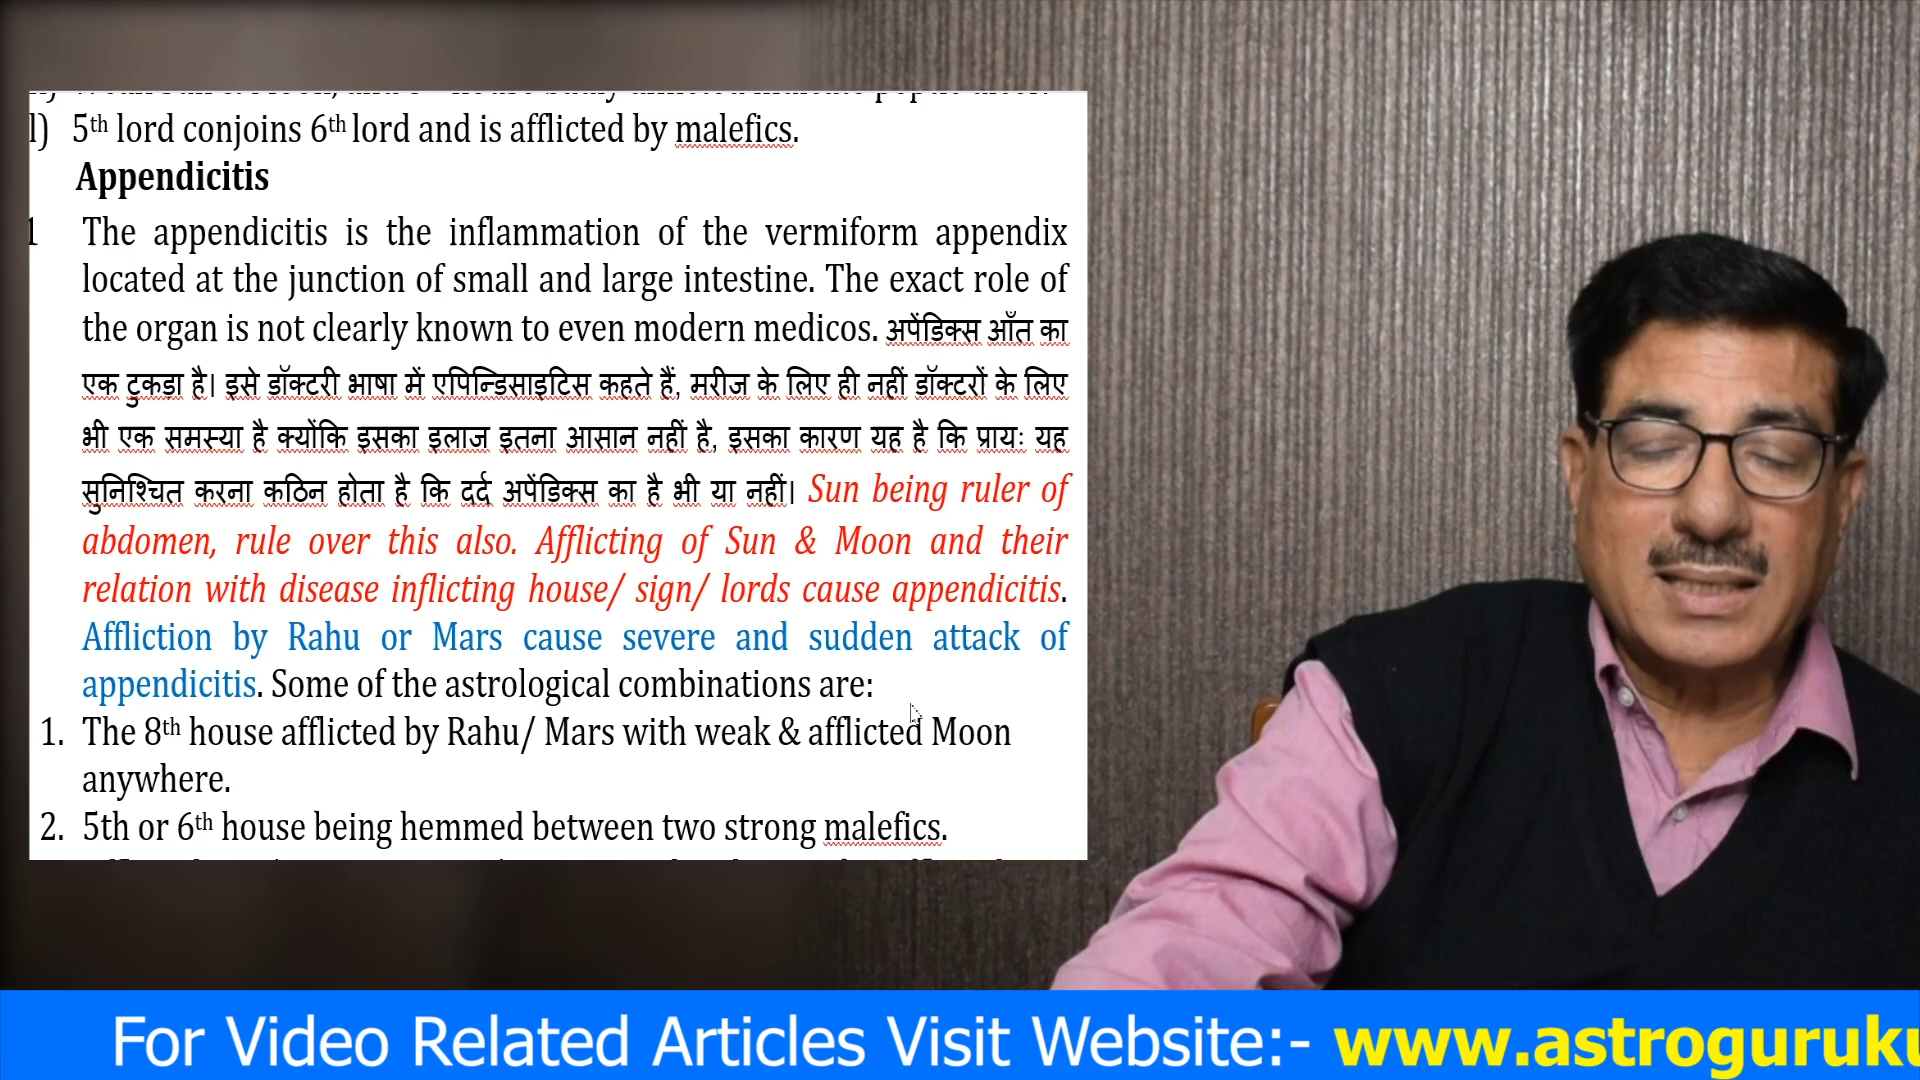 l) 5th lord conjoins 6th lord and is afflicted by malefics.
Appendicitis
1 The appendicitis is the inflammation of the vermiform appendix
located at the junction of small and large intestine. The exact role of
the organ is not clearly known to even modern medicos. अपेंडिक्स आँत का
एक टुकड़ा है। इसे डॉक्टरी भाषा में एपिन्डिसाइटिस कहते हैं, मरीज के लिए ही नहीं डॉक्टरों के लिए
भी एक समस्या है क्योंकि इसका इलाज इतना आसान नहीं है, इसका कारण यह है कि प्रायः यह
सुनिश्चित करना कठिन होता है कि दर्द अपेंडिक्स का है भी या नहीं। Sun being ruler of
abdomen, rule over this also. Afflicting of Sun & Moon and their
relation with disease inflicting house/ sign/ lords cause appendicitis.
Affliction by Rahu or Mars cause severe and sudden attack of
appendicitis. Some of the astrological combinations are:
1. The 8th house afflicted by Rahu/ Mars with weak & afflicted Moon
anywhere.
2. 5th or 6th house being hemmed between two strong malefics.
For Video Related Articles Visit Website:- www.astroguruku